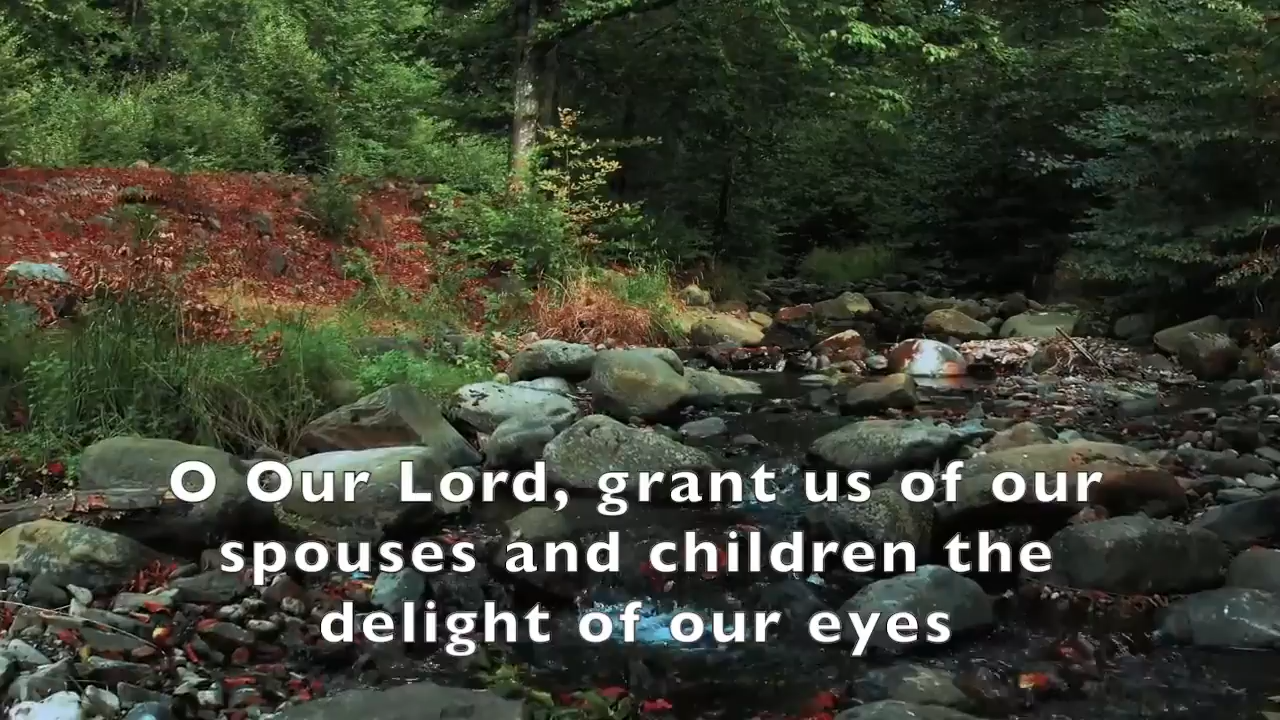 O Our Lord, grant us of our
spouses and children the
delight of our eyes